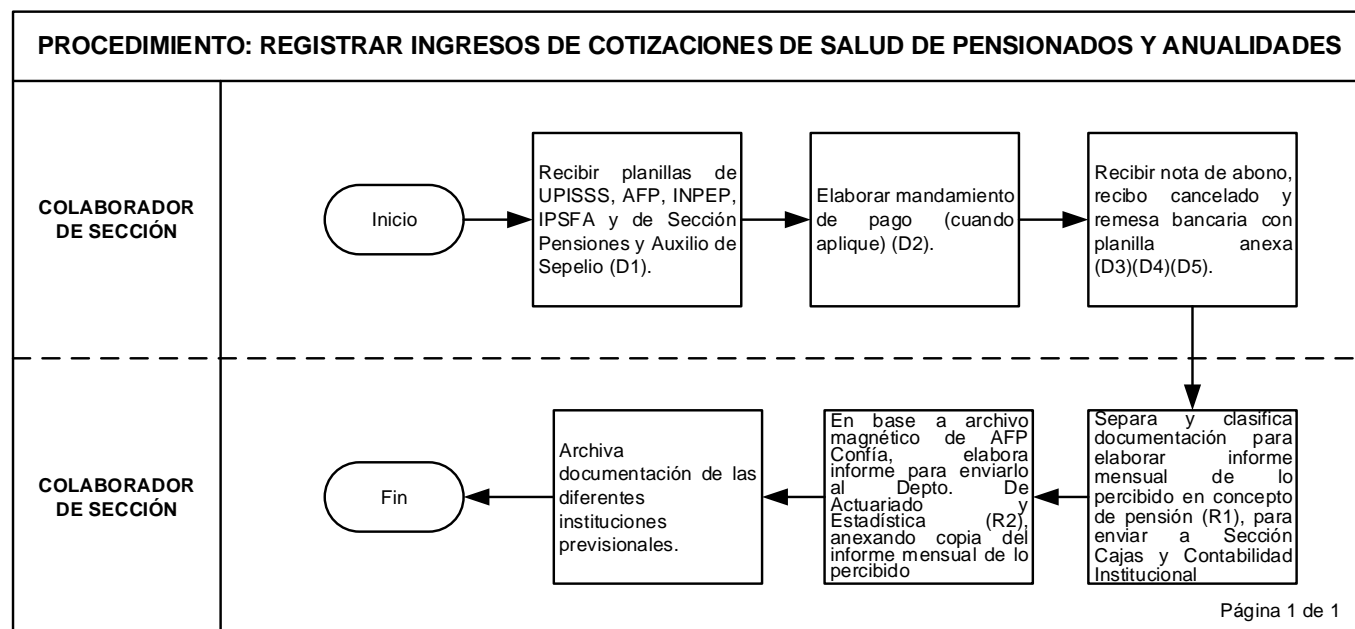 PROCEDIMIENTO: REGISTRAR INGRESOS DE COTIZACIONES DE SALUD DE PENSIONADOS Y ANUALIDADES
COLABORADOR
DE SECCIÓN
Inicio
Recibir planillas de
UPISSS, AFP, INPEP,
IPSFA y de Sección
Pensiones y Auxilio de
Sepelio (D1).
Elaborar mandamiento
de pago (cuando
aplique) (D2).
Recibir nota de abono,
recibo cancelado y
remesa bancaria con
planilla anexa
(D3)(D4)(D5).
COLABORADOR
DE SECCIÓN
Fin
Archiva
documentación de las
diferentes
instituciones
previsionales.
En base a archivo
magnético de AFP
Confía, elabora
informe para enviarlo
al Depto. De
Actuariado y
Estadística (R2),
anexando copia del
informe mensual de lo
percibido
Separa y clasifica
documentación para
elaborar informe
mensual de lo
percibido en concepto
de pensión (R1), para
enviar a Sección
Cajas y Contabilidad
Institucional
Página 1 de 1